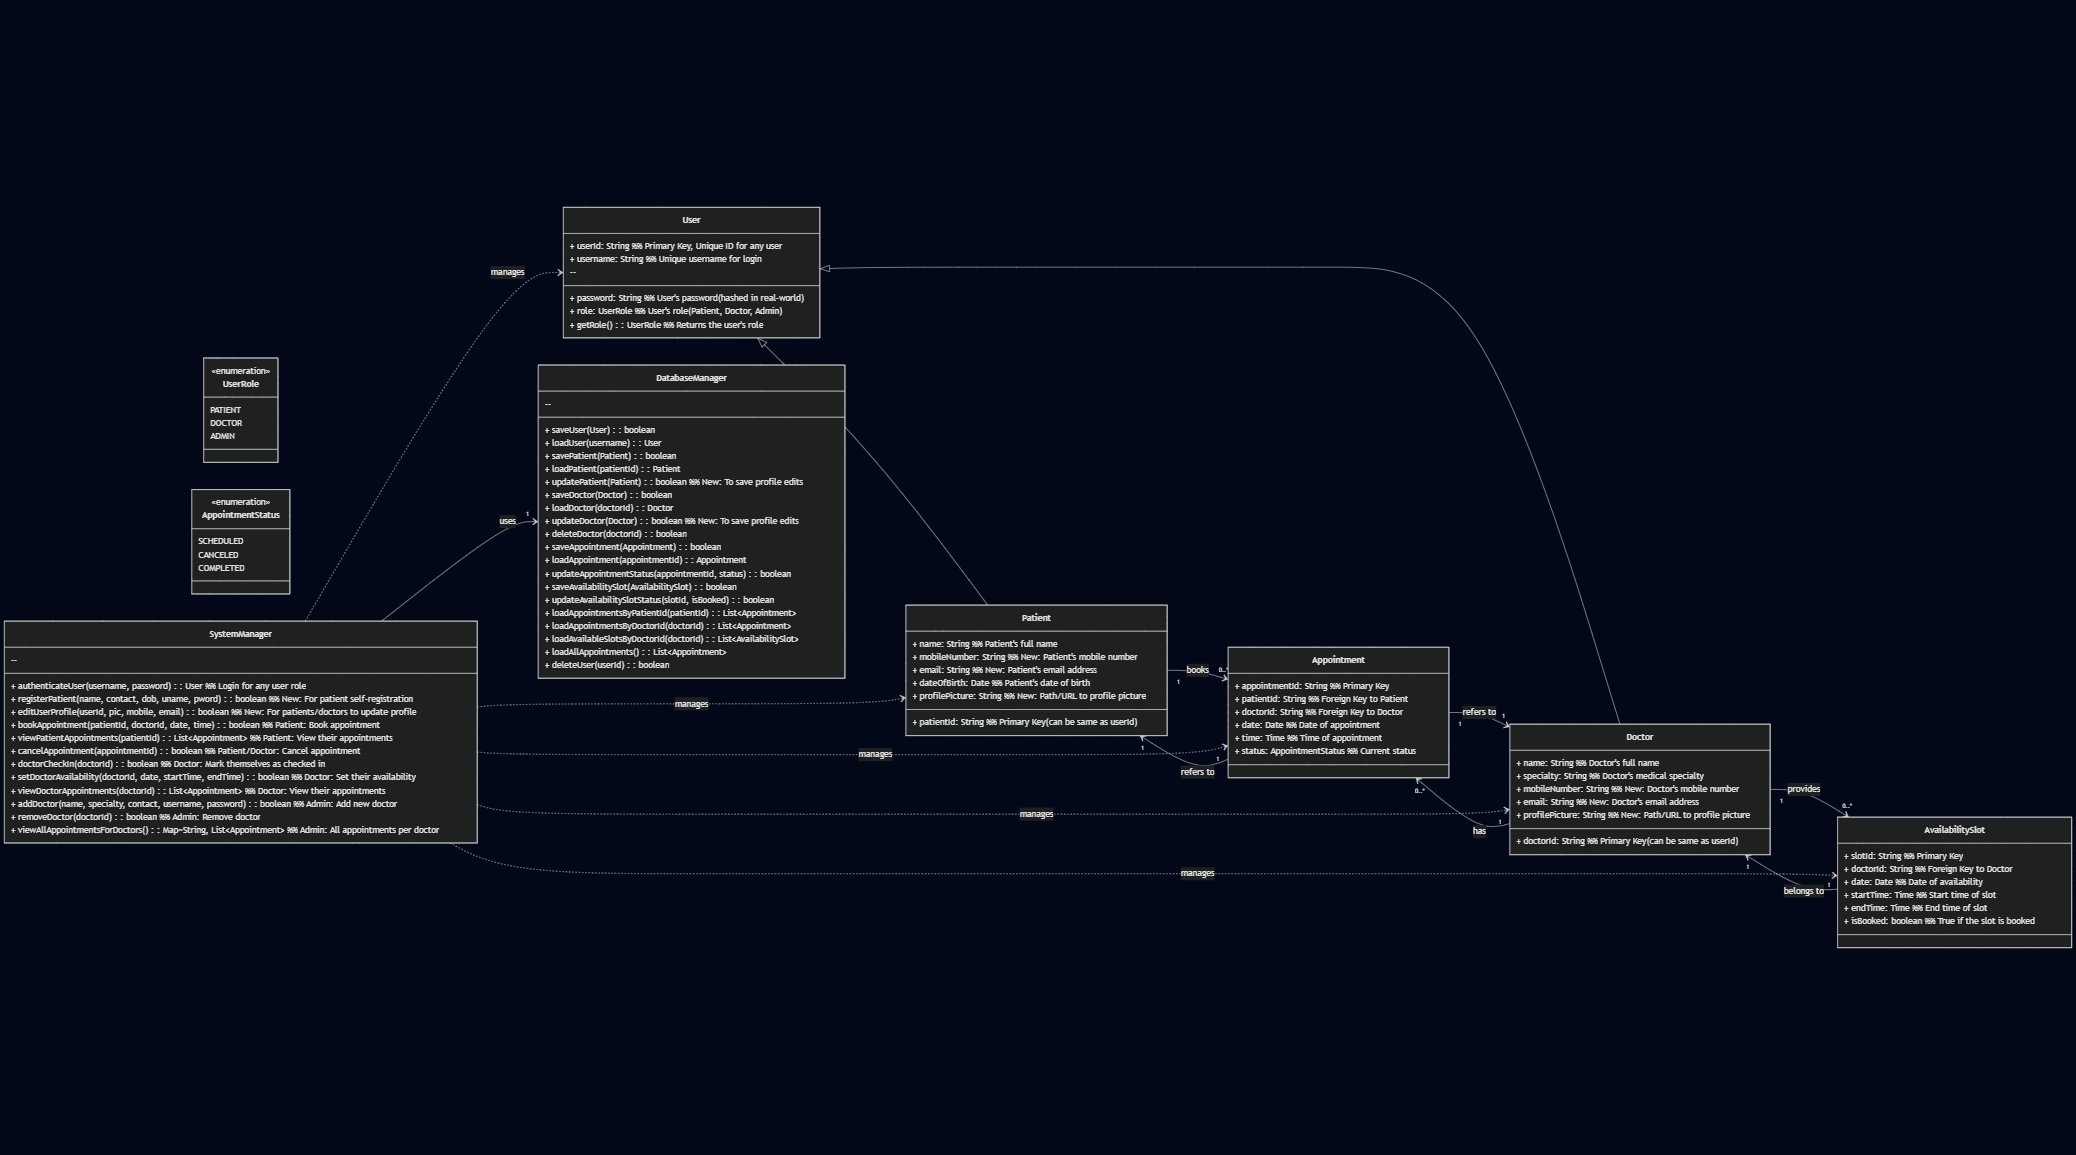 User
+ userId: String %% Primary Key, Unique ID for any user
+ username: String %% Unique username for login
--
+ password: String %% User's password(hashed in real-world)
+ role: UserRole %% User's role(Patient, Doctor, Admin)
+ getRole() : : UserRole %% Returns the user's role
manages
«enumeration»
UserRole
PATIENT
DOCTOR
ADMIN
«enumeration»
AppointmentStatus
SCHEDULED
CANCELED
COMPLETED
uses
1
DatabaseManager
--
+ saveUser(User) : : boolean
+ loadUser(username) : : User
+ savePatient(Patient) : : boolean
+ loadPatient(patientId) : : Patient
+ updatePatient(Patient) : : boolean %% New: To save profile edits
+ saveDoctor(Doctor) : : boolean
+ loadDoctor(doctorId) : : Doctor
+ updateDoctor(Doctor) : : boolean %% New: To save profile edits
+ deleteDoctor(doctorId) : : boolean
+ saveAppointment(Appointment) : : boolean
+ loadAppointment(appointmentId) : : Appointment
+ updateAppointmentStatus(appointmentId, status) : : boolean
+ saveAvailabilitySlot(AvailabilitySlot) : : boolean
+ updateAvailabilitySlotStatus(slotId, isBooked) : : boolean
+ loadAppointmentsByPatientId(patientId) : : List<Appointment>
+ loadAppointmentsByDoctorId(doctorId) : : List<Appointment>
+ loadAvailableSlotsByDoctorId(doctorId) : : List<AvailabilitySlot>
+ loadAllAppointments() : : List<Appointment>
+ deleteUser(userId) : : boolean
SystemManager
--
+ authenticateUser(username, password) : : User %% Login for any user role
+ registerPatient(name, contact, dob, uname, pword) : : boolean %% New: For patient self-registration
+ editUserProfile(userId, pic, mobile, email) : : boolean %% New: For patients/doctors to update profile
+ bookAppointment(patientId, doctorId, date, time) : : boolean %% Patient: Book appointment
+ viewPatientAppointments(patientId) : : List<Appointment> %% Patient: View their appointments
+ cancelAppointment(appointmentId) : : boolean %% Patient/Doctor: Cancel appointment
+ doctorCheckIn(doctorId) : : boolean %% Doctor: Mark themselves as checked in
+ setDoctorAvailability(doctorId, date, startTime, endTime) : : boolean %% Doctor: Set their availability
+ viewDoctorAppointments(doctorId) : : List<Appointment> %% Doctor: View their appointments
+ addDoctor(name, specialty, contact, username, password) : : boolean %% Admin: Add new doctor
+ removeDoctor(doctorId) : : boolean %% Admin: Remove doctor
+ viewAllAppointmentsForDoctors() : : Map~String, List<Appointment> %% Admin: All appointments per doctor
manages
manages
manages
manages
Patient
+ name: String %% Patient's full name
+ mobileNumber: String %% New: Patient's mobile number
+ email: String %% New: Patient's email address
+ dateOfBirth: Date %% Patient's date of birth
+ profilePicture: String %% New: Path/URL to profile picture
+ patientId: String %% Primary Key(can be same as userId)
books
1
0..*
refers to
1
1
Appointment
+ appointmentId: String %% Primary Key
+ patientId: String %% Foreign Key to Patient
+ doctorId: String %% Foreign Key to Doctor
+ date: Date %% Date of appointment
+ time: Time %% Time of appointment
+ status: AppointmentStatus %% Current status
refers to
1
1
0..*
has
1
Doctor
+ name: String %% Doctor's full name
+ specialty: String %% Doctor's medical specialty
+ mobileNumber: String %% New: Doctor's mobile number
+ email: String %% New: Doctor's email address
+ profilePicture: String %% New: Path/URL to profile picture
+ doctorId: String %% Primary Key(can be same as userId)
provides
1
0..*
belongs to
1
1
AvailabilitySlot
+ slotId: String %% Primary Key
+ doctorId: String %% Foreign Key to Doctor
+ date: Date %% Date of availability
+ startTime: Time %% Start time of slot
+ endTime: Time %% End time of slot
+ isBooked: boolean %% True if the slot is booked